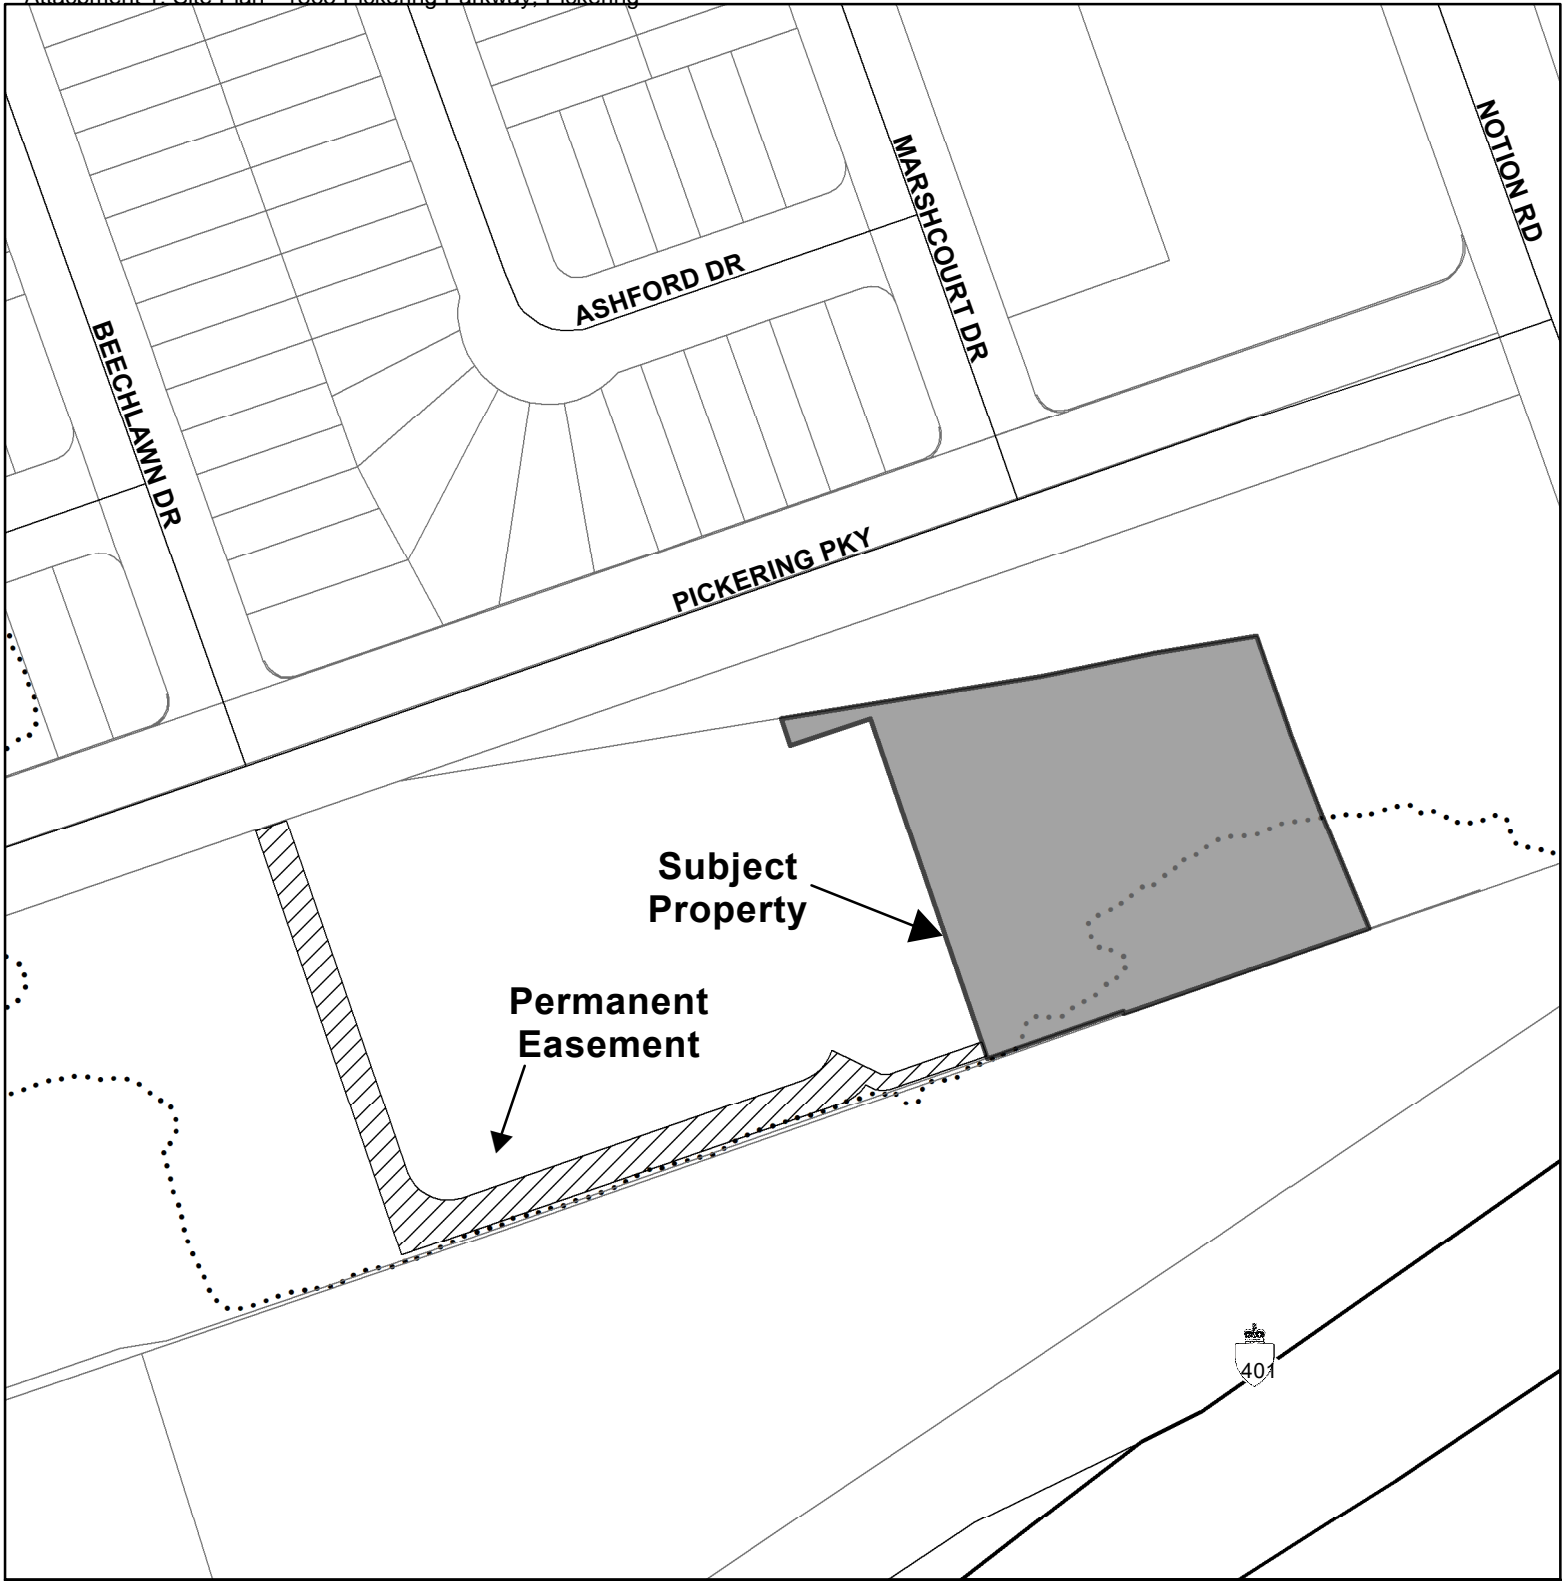 NOTION RD
MARSHCOURT DR
ASHFORD DR
BEECHLAWN DR
PICKERING PKY
Subject
Property
Permanent
Easement
401